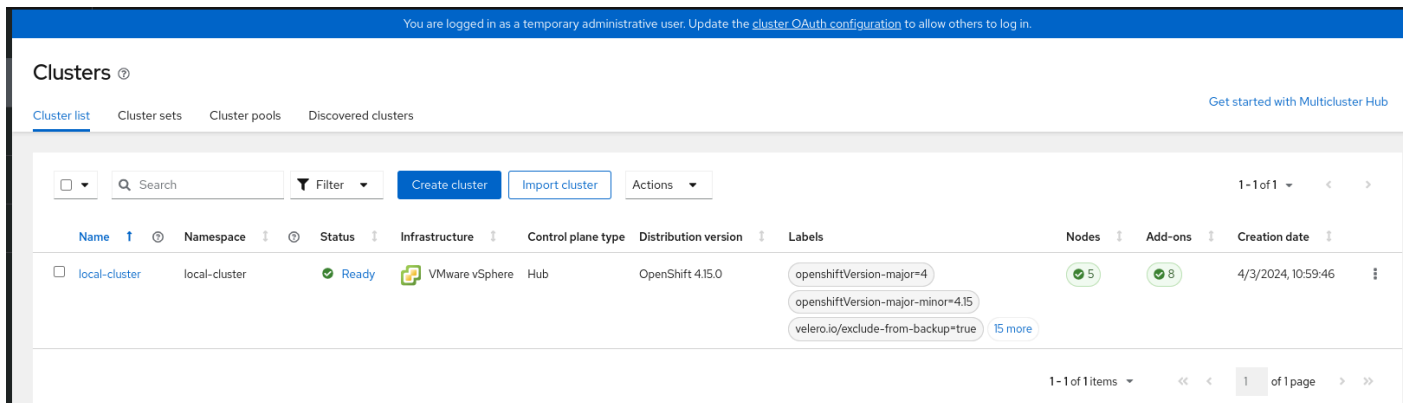 You are logged in as a temporary administrative user. Update the cluster OAuth configuration to allow others to log in.
Clusters
Get started with Multicluster Hub
Cluster list Cluster sets Cluster pools Discovered clusters
Search Filter Create cluster Import cluster Actions 1 - 1 of 1
Name Namespace Status Infrastructure Control plane type Distribution version Labels Nodes Add-ons Creation date
local-cluster local-cluster Ready VMware vSphere Hub OpenShift 4.15.0 openshiftVersion-major=4 5 8 4/3/2024, 10:59:46
openshiftVersion-major-minor=4.15
velero.io/exclude-from-backup=true 15 more
1 - 1 of 1 items 1 of 1 page